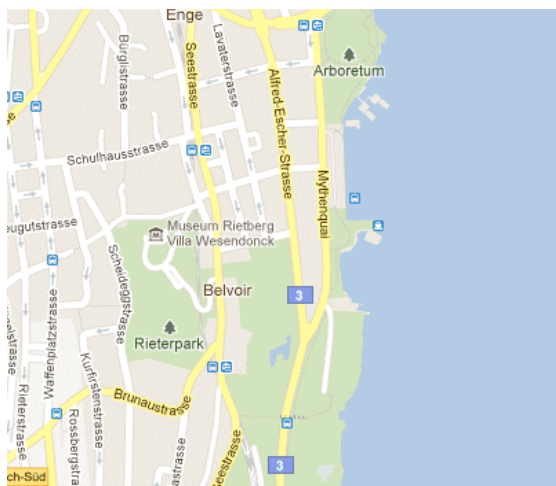 Enge
Arboretum
Bürglistrasse
Seestrasse
Lavaterstrasse
Alfred-Escher-Strasse
Mythenquai
Schulhausstrasse
eugutstrasse
Museum Rietberg
Villa Wesendonck
Scheideggstrasse
Belvoir
3
Rieterpark
Waffenplatzstrasse
Rieterstrasse
Kurfirstenstrasse
Brunaustrasse
Rossbergstra
Seestrasse
3
ch-Süd